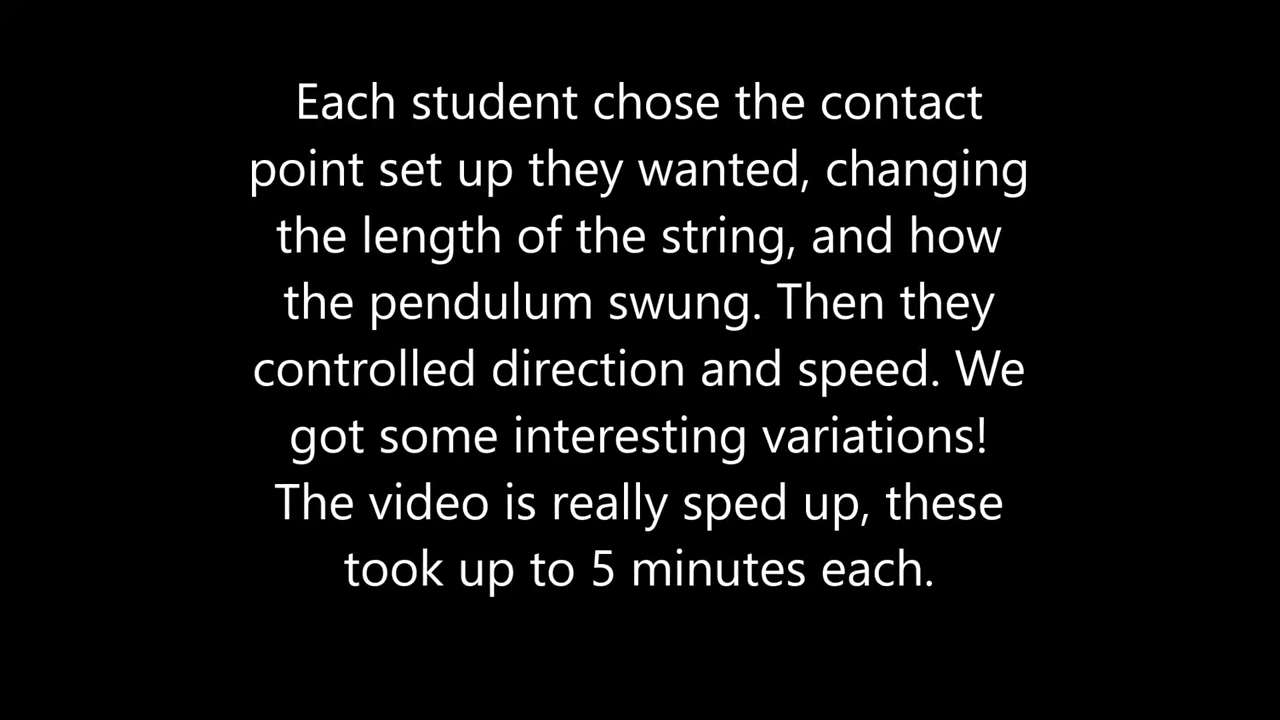 Each student chose the contact
point set up they wanted, changing
the length of the string, and how
the pendulum swung. Then they
controlled direction and speed. We
got some interesting variations!
The video is really sped up, these
took up to 5 minutes each.